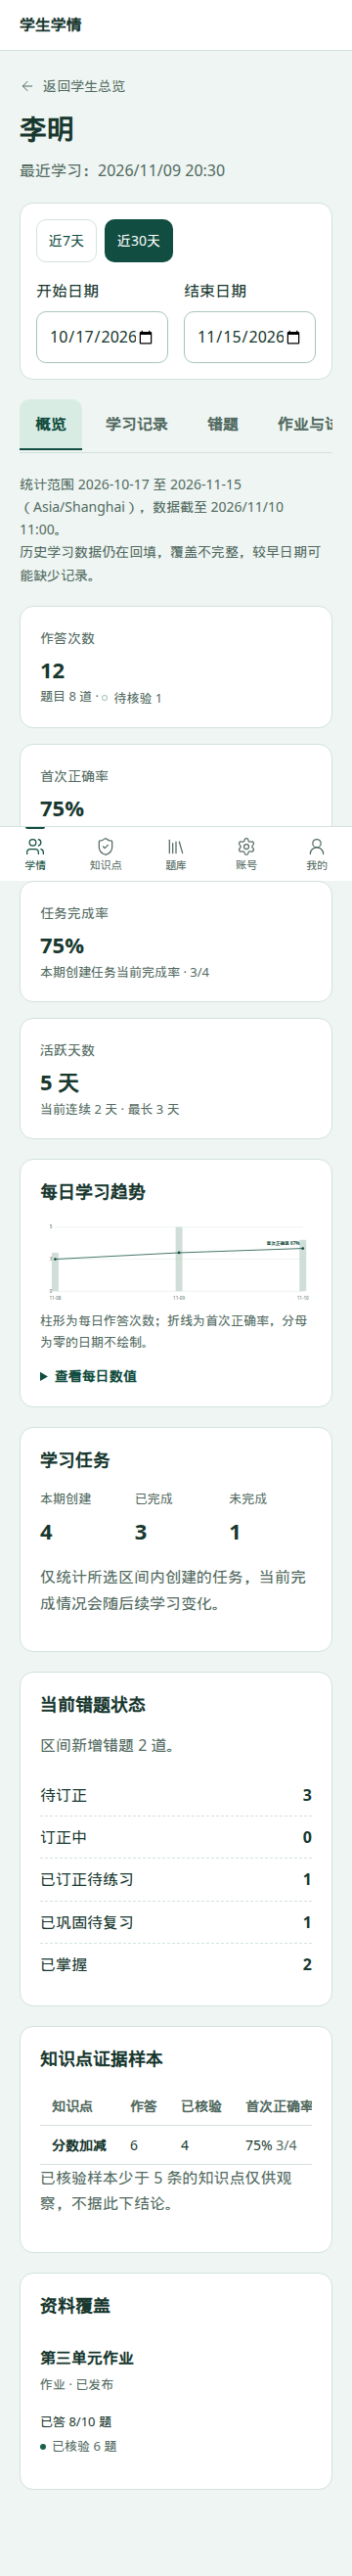 学生学情
← 返回学生总览
李明
最近学习：2026/11/09 20:30
近7天 近30天
开始日期 结束日期
10/17/2026 11/15/2026
概览 学习记录 错题 作业与试
统计范围 2026-10-17 至 2026-11-15
（Asia/Shanghai），数据截至 2026/11/10
11:00。
历史学习数据仍在回填，覆盖不完整，较早日期可
能缺少记录。
作答次数
12
题目 8 道 · 待核验 1
首次正确率
75%
学情 知识点 题库 账号 我的
任务完成率
75%
本期创建任务当前完成率 · 3/4
活跃天数
5 天
当前连续 2 天 · 最长 3 天
每日学习趋势
5
首次正确率 67%
0
11-08 11-09 11-10
柱形为每日作答次数；折线为首次正确率，分母
为零的日期不绘制。
▶ 查看每日数值
学习任务
本期创建 已完成 未完成
4 3 1
仅统计所选区间内创建的任务，当前完
成情况会随后续学习变化。
当前错题状态
区间新增错题 2 道。
待订正 3
订正中 0
已订正待练习 1
已巩固待复习 1
已掌握 2
知识点证据样本
知识点 作答 已核验 首次正确率
分数加减 6 4 75% 3/4
已核验样本少于 5 条的知识点仅供观
察，不据此下结论。
资料覆盖
第三单元作业
作业 · 已发布
已答 8/10 题
已核验 6 题